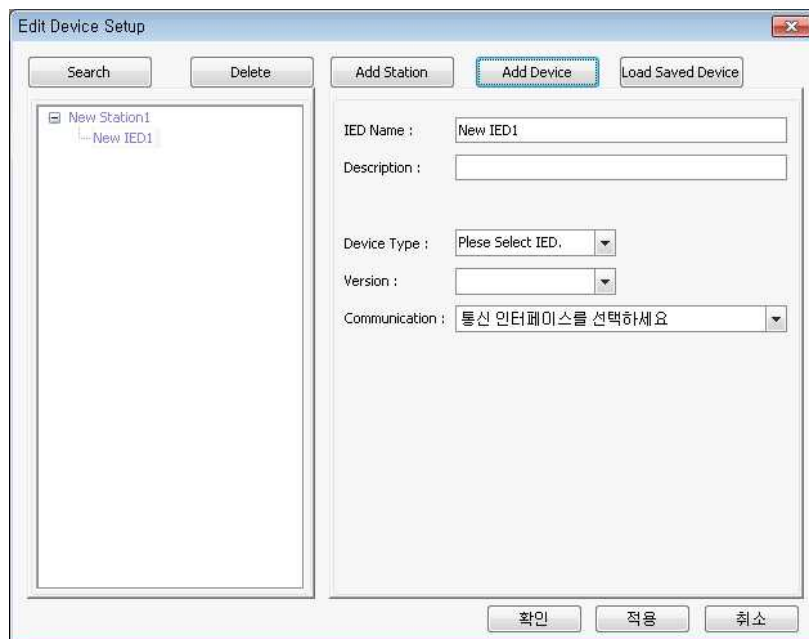 Edit Device Setup
Search
Delete
Add Station
Add Device
Load Saved Device
New Station1
New IED1
IED Name :
New IED1
Description :
Device Type :
Plese Select IED.
Version :
Communication :
통신 인터페이스를 선택하세요
확인
적용
취소